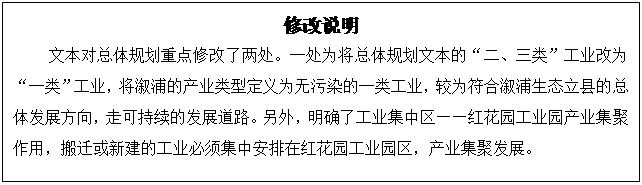 修改说明
文本对总体规划重点修改了两处。一处为将总体规划文本的“二、三类”工业改为
“一类”工业，将溆浦的产业类型定义为无污染的一类工业，较为符合溆浦生态立县的总
体发展方向，走可持续的发展道路。另外，明确了工业集中区——红花园工业园产业集聚
作用，搬迁或新建的工业必须集中安排在红花园工业园区，产业集聚发展。